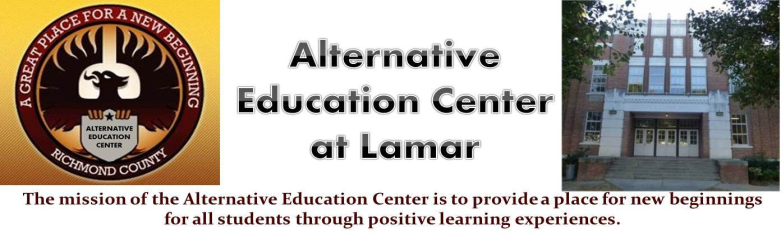 A GREAT PLACE FOR A NEW BEGINNING
ALTERNATIVE
EDUCATION
CENTER
RICHMOND COUNTY
Alternative
Education Center
at Lamar
The mission of the Alternative Education Center is to provide a place for new beginnings
for all students through positive learning experiences.